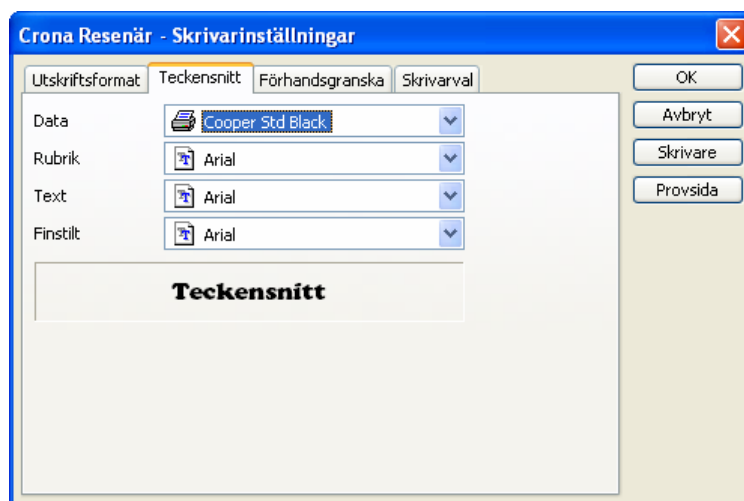 Crona Resenär - Skrivarinställningar
Utskriftsformat Teckensnitt Förhandsgranska Skrivarval
OK
Avbryt
Skrivare
Provsida
Data Cooper Std Black
Rubrik Arial
Text Arial
Finstilt Arial
Teckensnitt